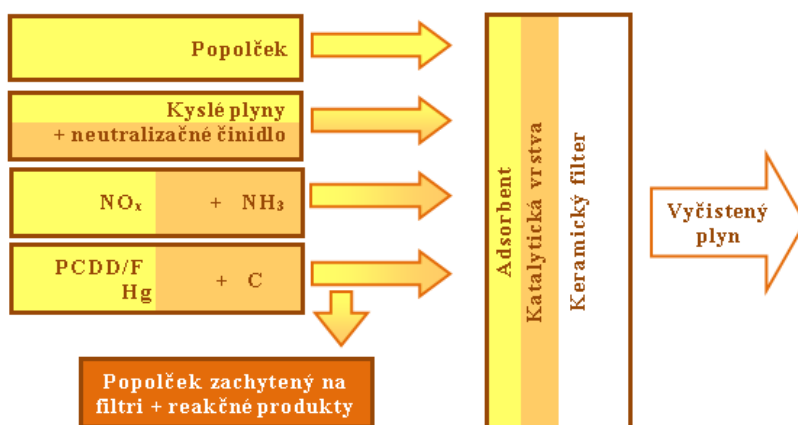 Popolček
Kyslé plyny
+ neutralizačné činidlo
NOₓ + NH₃
PCDD/F
Hg + C
Popolček zachytený na
filtri + reakčné produkty
Adsorbent
Katalytická vrstva
Keramický filter
Vyčistený
plyn